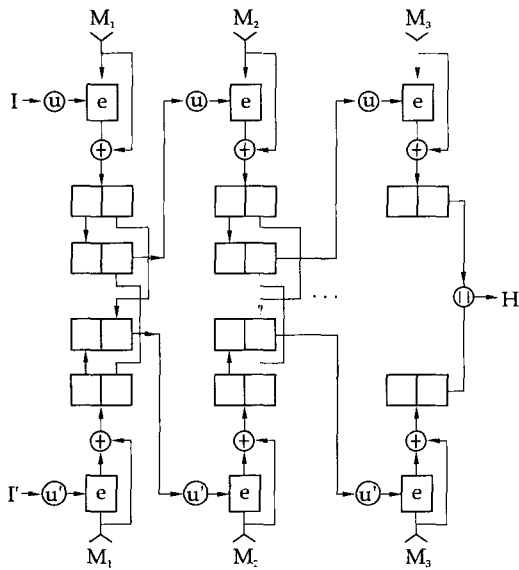 M₁ M₂ M₃
I u e u e u e
+ + +
. . .
|| H
+ + +
I' u' e u' e u' e
M₁ M₂ M₃